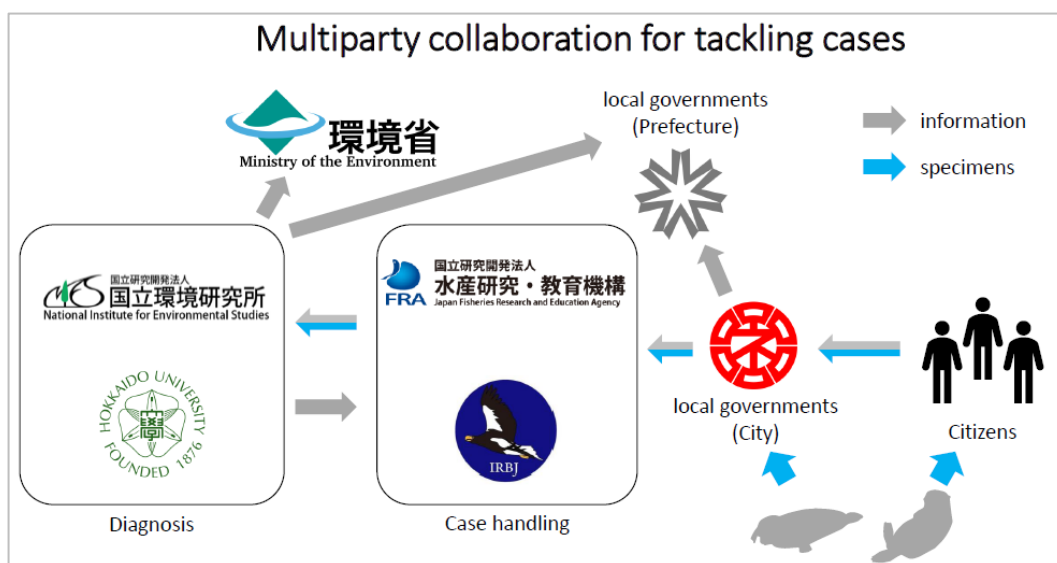 Multiparty collaboration for tackling cases
環境省
Ministry of the Environment
local governments
(Prefecture)
information
specimens
国立研究開発法人
国立環境研究所
National Institute for Environmental Studies
HOKKAIDO UNIVERSITY
FOUNDED 1876
Diagnosis
国立研究開発法人
水産研究・教育機構
FRA
Japan Fisheries Research and Education Agency
IRBJ
Case handling
local governments
(City)
Citizens